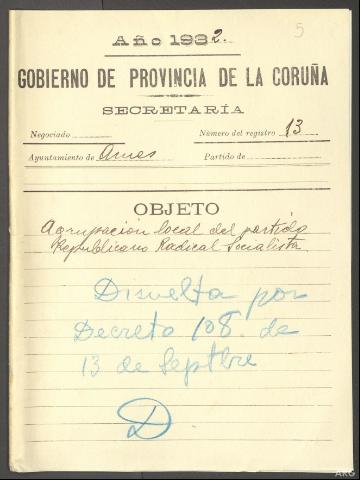 5
Año 1932.
GOBIERNO DE PROVINCIA DE LA CORUÑA
SECRETARÍA
Negociado Número del registro 13
Ayuntamiento de Ames Partido de
OBJETO
Agrupación local del partido
Republicano Radical Socialista
Disuelta por
Decreto 108 de
13 de Septbre
D
ARG